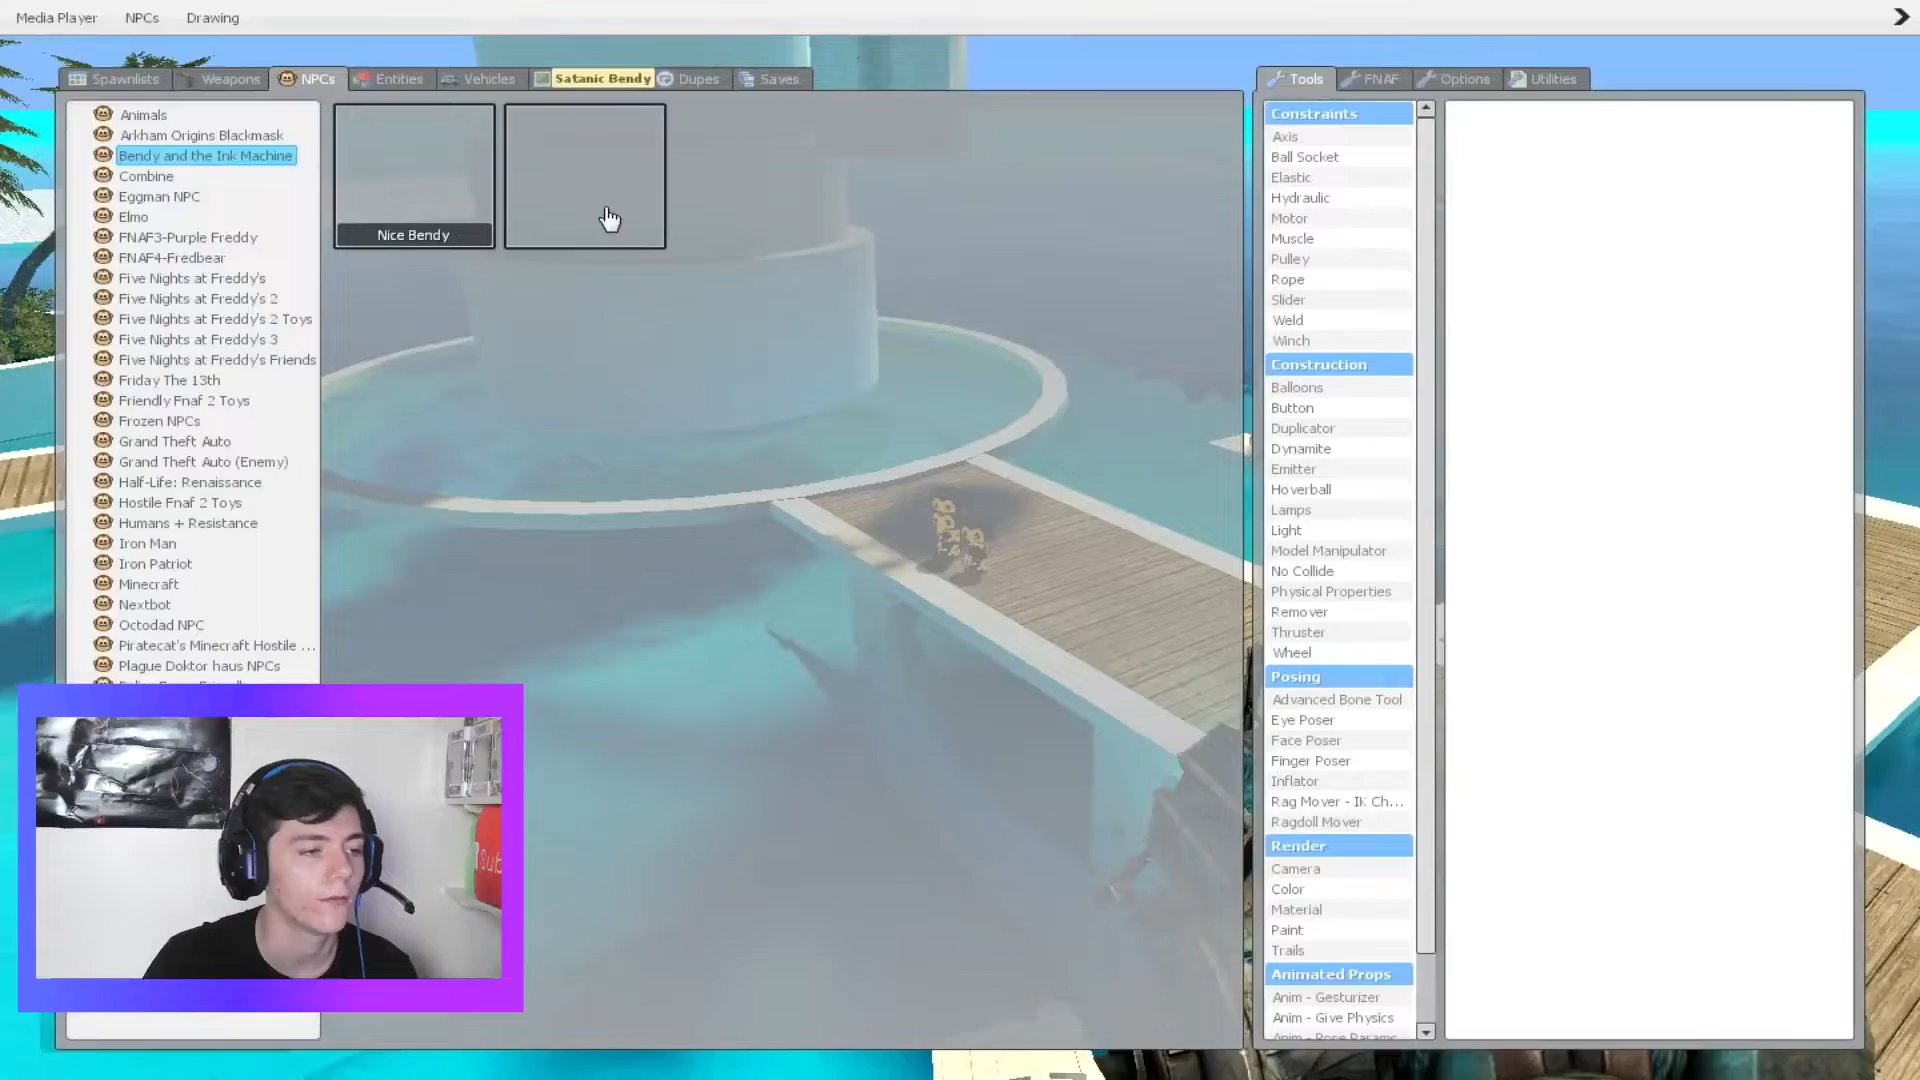 Media Player NPCs Drawing
Spawnlists Weapons NPCs Entities Vehicles Satanic Bendy Dupes Saves
Animals
Arkham Origins Blackmask
Bendy and the Ink Machine
Combine
Eggman NPC
Elmo
FNAF3-Purple Freddy
FNAF4-Fredbear
Five Nights at Freddy's
Five Nights at Freddy's 2
Five Nights at Freddy's 2 Toys
Five Nights at Freddy's 3
Five Nights at Freddy's Friends
Friday The 13th
Friendly Fnaf 2 Toys
Frozen NPCs
Grand Theft Auto
Grand Theft Auto (Enemy)
Half-Life: Renaissance
Hostile Fnaf 2 Toys
Humans + Resistance
Iron Man
Iron Patriot
Minecraft
Nextbot
Octodad NPC
Piratecat's Minecraft Hostile ...
Plague Doktor haus NPCs
Nice Bendy
Sub
Tools FNAF Options Utilities
Constraints
Axis
Ball Socket
Elastic
Hydraulic
Motor
Muscle
Pulley
Rope
Slider
Weld
Winch
Construction
Balloons
Button
Duplicator
Dynamite
Emitter
Hoverball
Lamps
Light
Model Manipulator
No Collide
Physical Properties
Remover
Thruster
Wheel
Posing
Advanced Bone Tool
Eye Poser
Face Poser
Finger Poser
Inflator
Rag Mover - IK Ch...
Ragdoll Mover
Render
Camera
Color
Material
Paint
Trails
Animated Props
Anim - Gesturizer
Anim - Give Physics
Anim - Pose Params